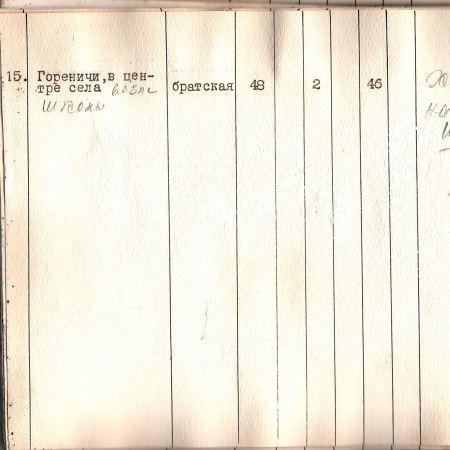 15. Гореничи,в цен-
тре села возле братская 48 2 46
школы